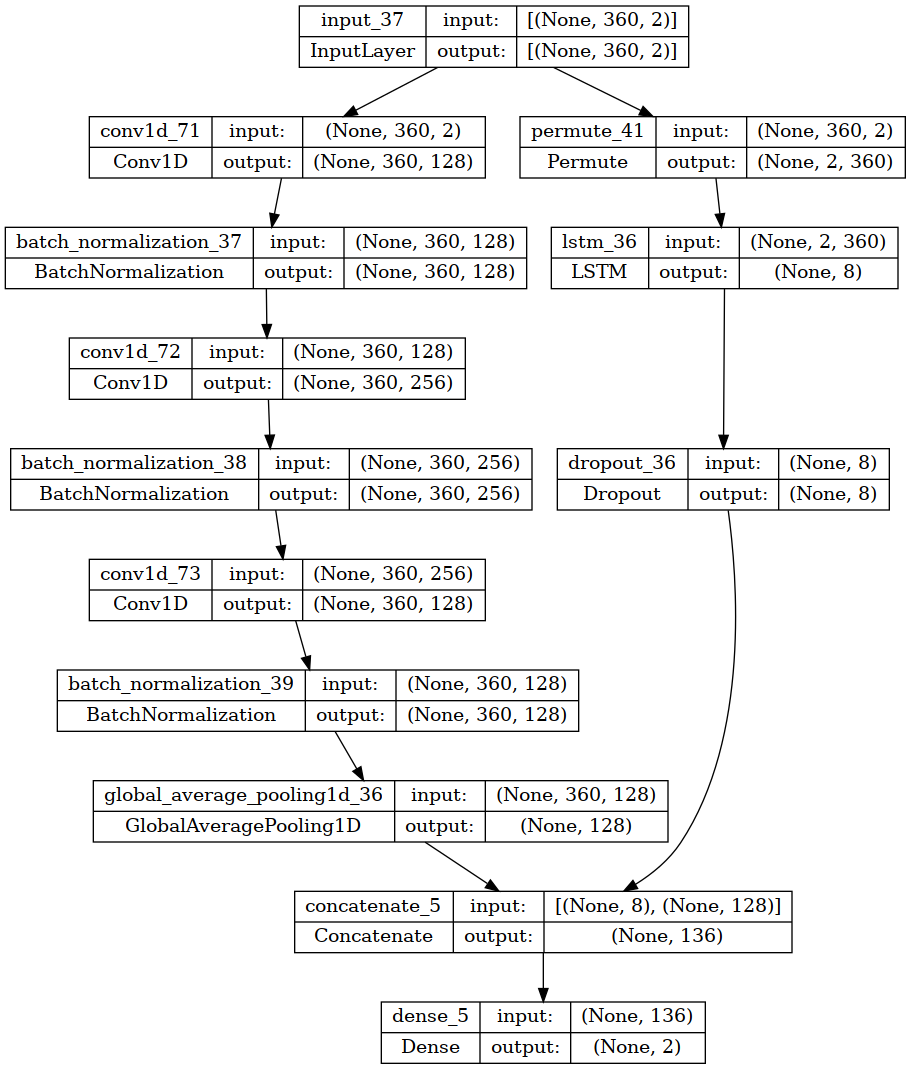 input_37 input: [(None, 360, 2)]
InputLayer output: [(None, 360, 2)]
conv1d_71 input: (None, 360, 2)
Conv1D output: (None, 360, 128)
permute_41 input: (None, 360, 2)
Permute output: (None, 2, 360)
batch_normalization_37 input: (None, 360, 128)
BatchNormalization output: (None, 360, 128)
lstm_36 input: (None, 2, 360)
LSTM output: (None, 8)
conv1d_72 input: (None, 360, 128)
Conv1D output: (None, 360, 256)
batch_normalization_38 input: (None, 360, 256)
BatchNormalization output: (None, 360, 256)
dropout_36 input: (None, 8)
Dropout output: (None, 8)
conv1d_73 input: (None, 360, 256)
Conv1D output: (None, 360, 128)
batch_normalization_39 input: (None, 360, 128)
BatchNormalization output: (None, 360, 128)
global_average_pooling1d_36 input: (None, 360, 128)
GlobalAveragePooling1D output: (None, 128)
concatenate_5 input: [(None, 8), (None, 128)]
Concatenate output: (None, 136)
dense_5 input: (None, 136)
Dense output: (None, 2)